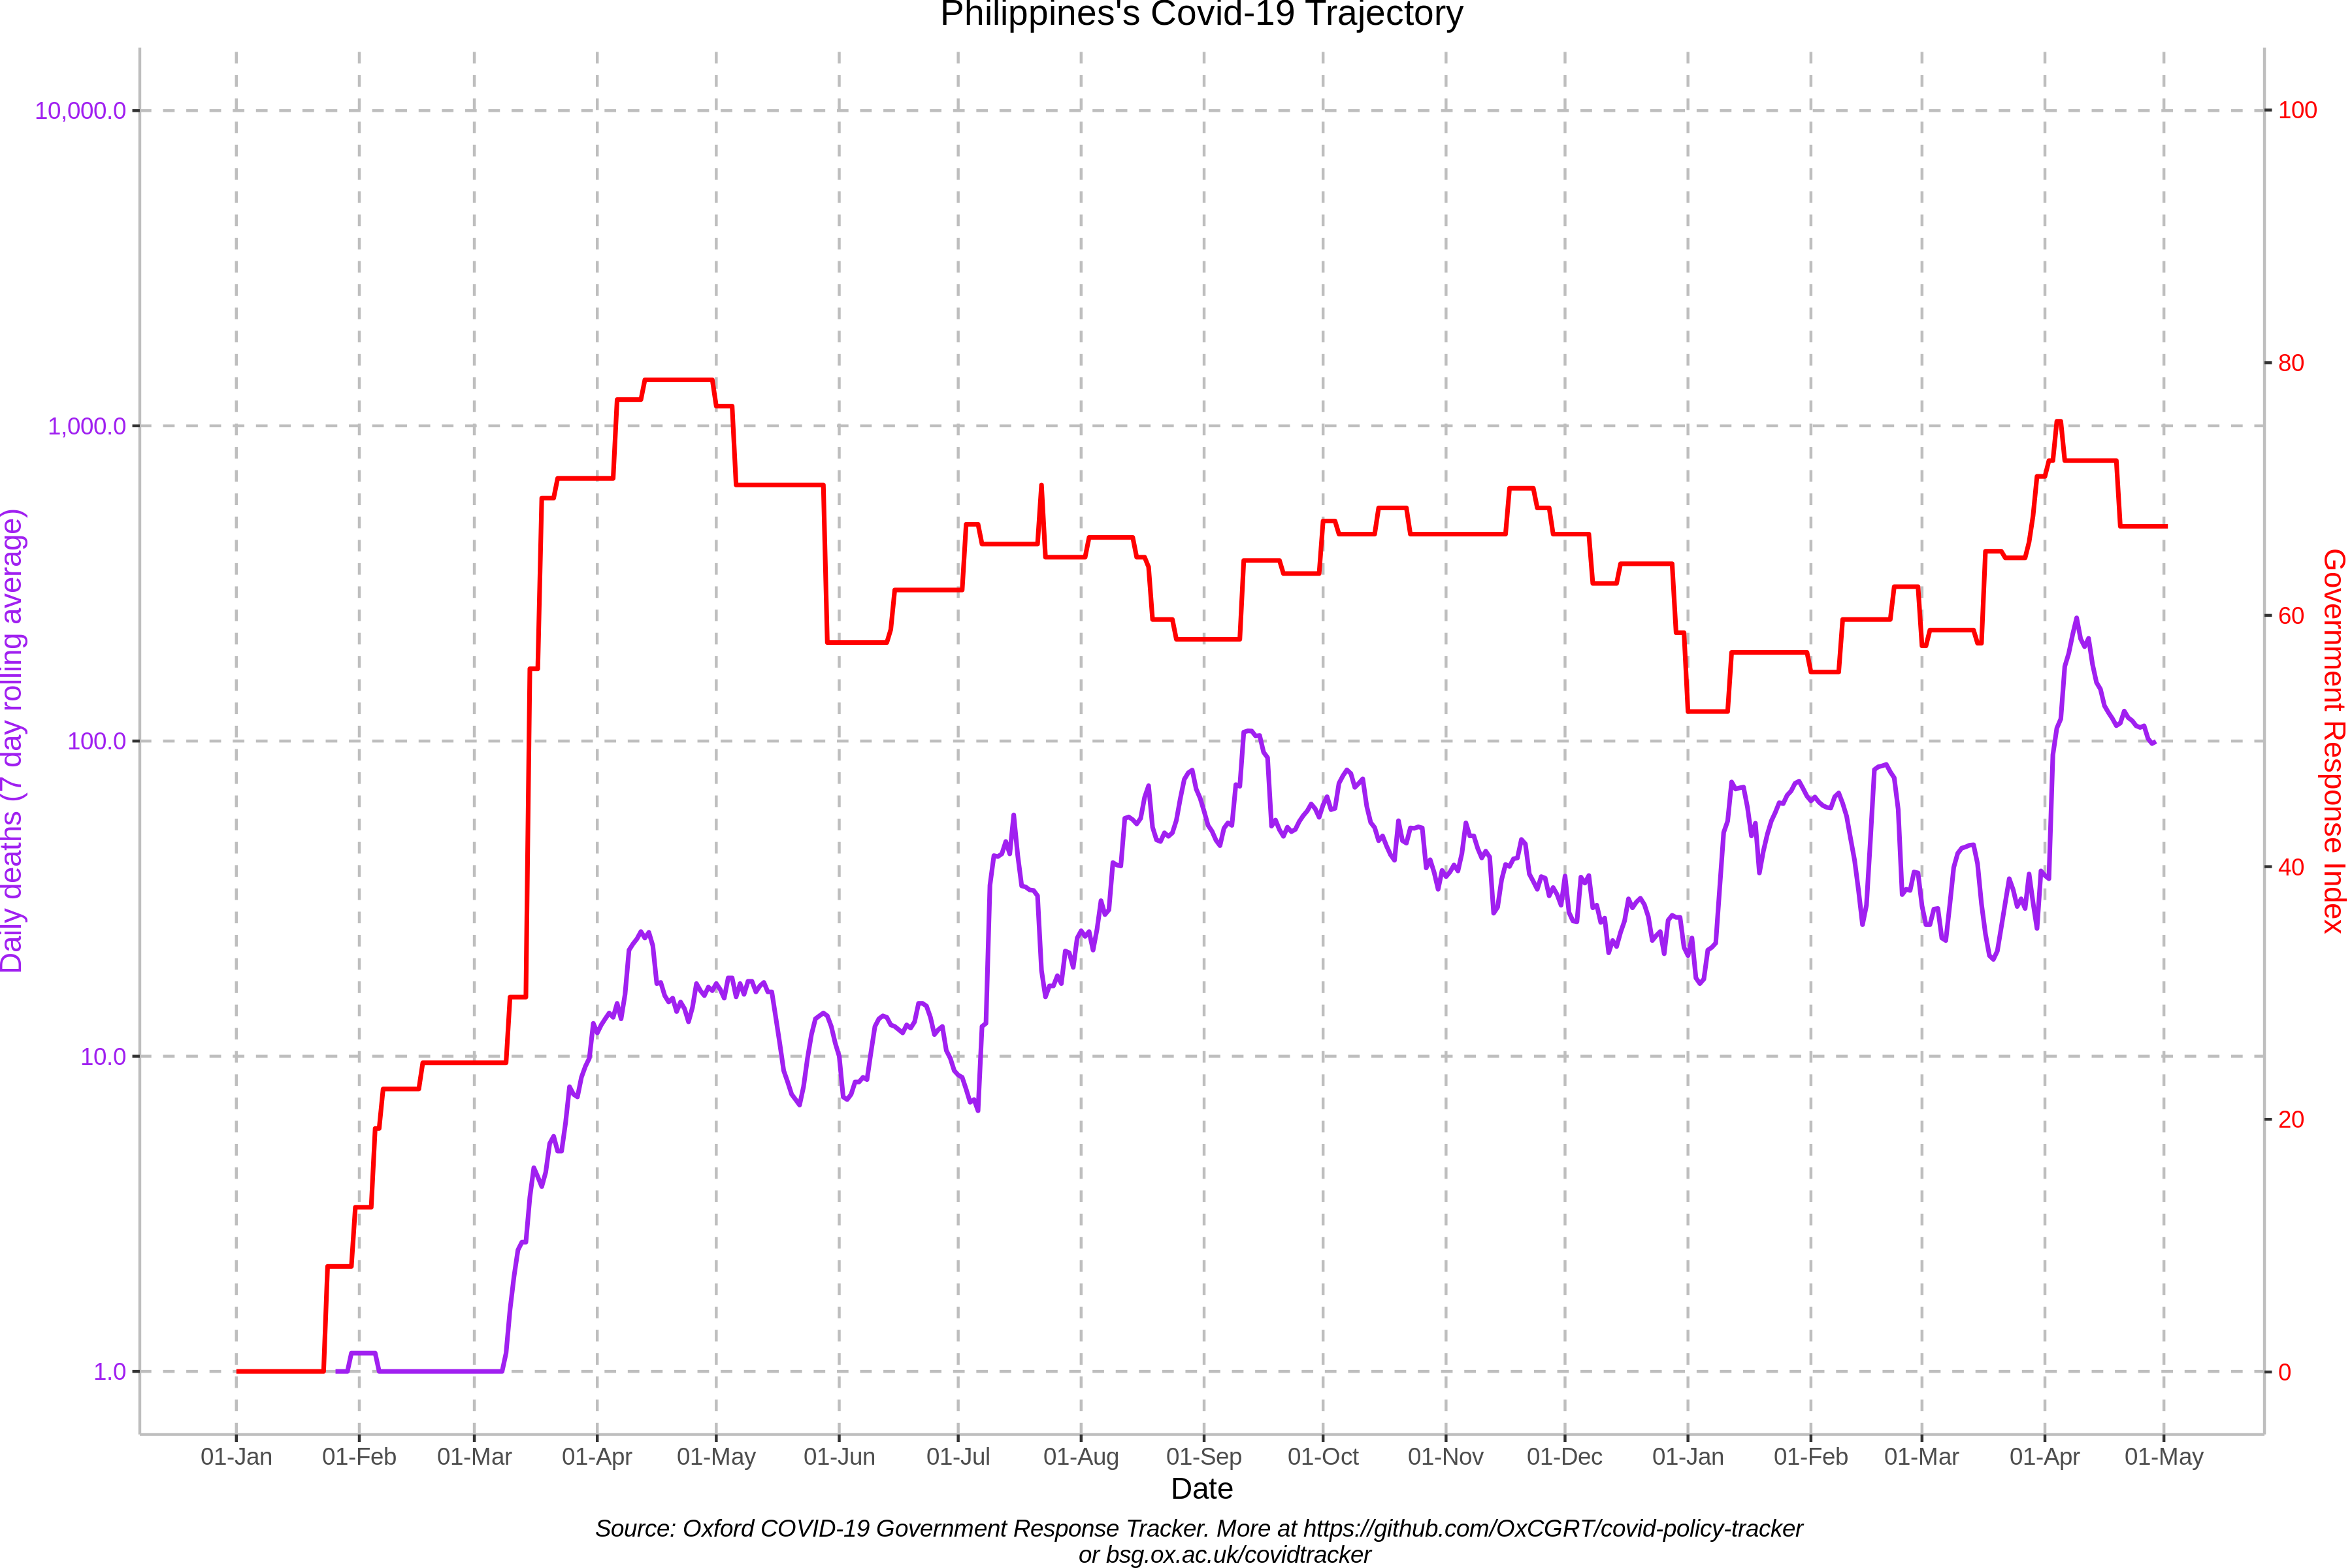 Philippines's Covid-19 Trajectory
10,000.0
1,000.0
100.0
10.0
1.0
Daily deaths (7 day rolling average)
100
80
60
40
20
0
Government Response Index
01-Jan 01-Feb 01-Mar 01-Apr 01-May 01-Jun 01-Jul 01-Aug 01-Sep 01-Oct 01-Nov 01-Dec 01-Jan 01-Feb 01-Mar 01-Apr 01-May
Date
Source: Oxford COVID-19 Government Response Tracker. More at https://github.com/OxCGRT/covid-policy-tracker
or bsg.ox.ac.uk/covidtracker